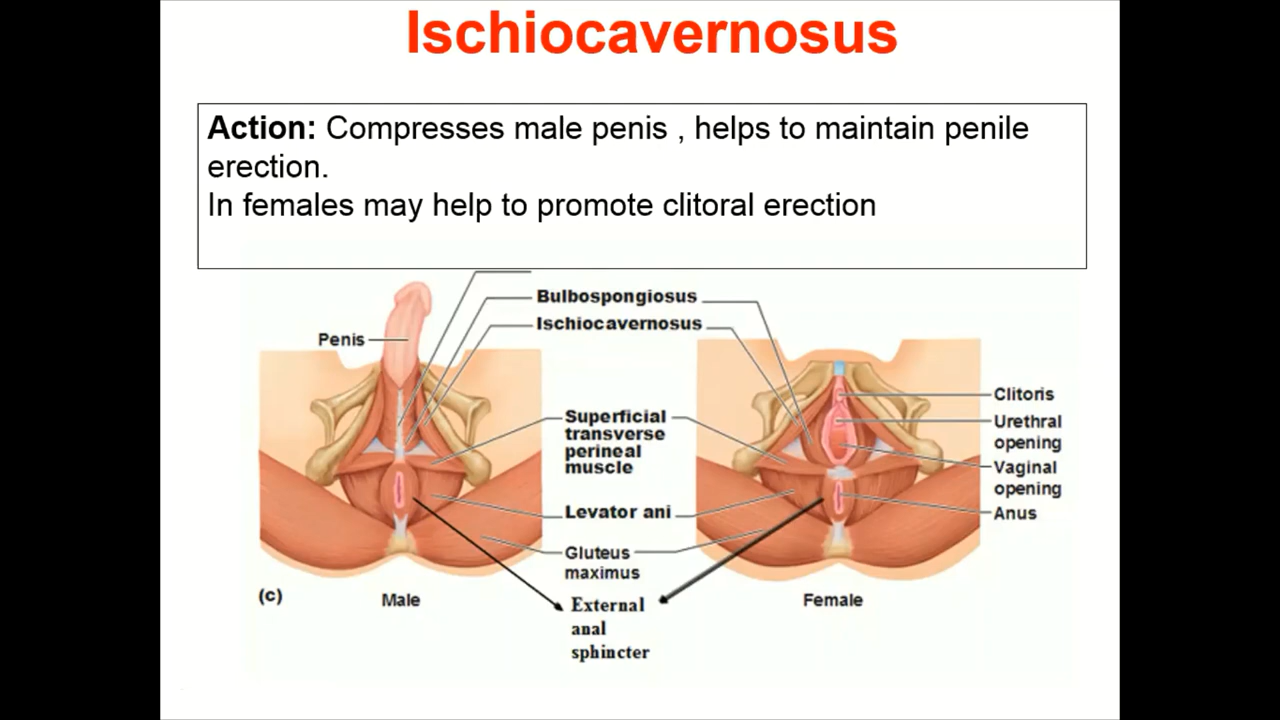 Ischiocavernosus
Action: Compresses male penis , helps to maintain penile
erection.
In females may help to promote clitoral erection
Bulbospongiosus
Ischiocavernosus
Penis
Superficial
transverse
perineal
muscle
Levator ani
Gluteus
maximus
External
anal
sphincter
Clitoris
Urethral
opening
Vaginal
opening
Anus
(c)
Male
Female